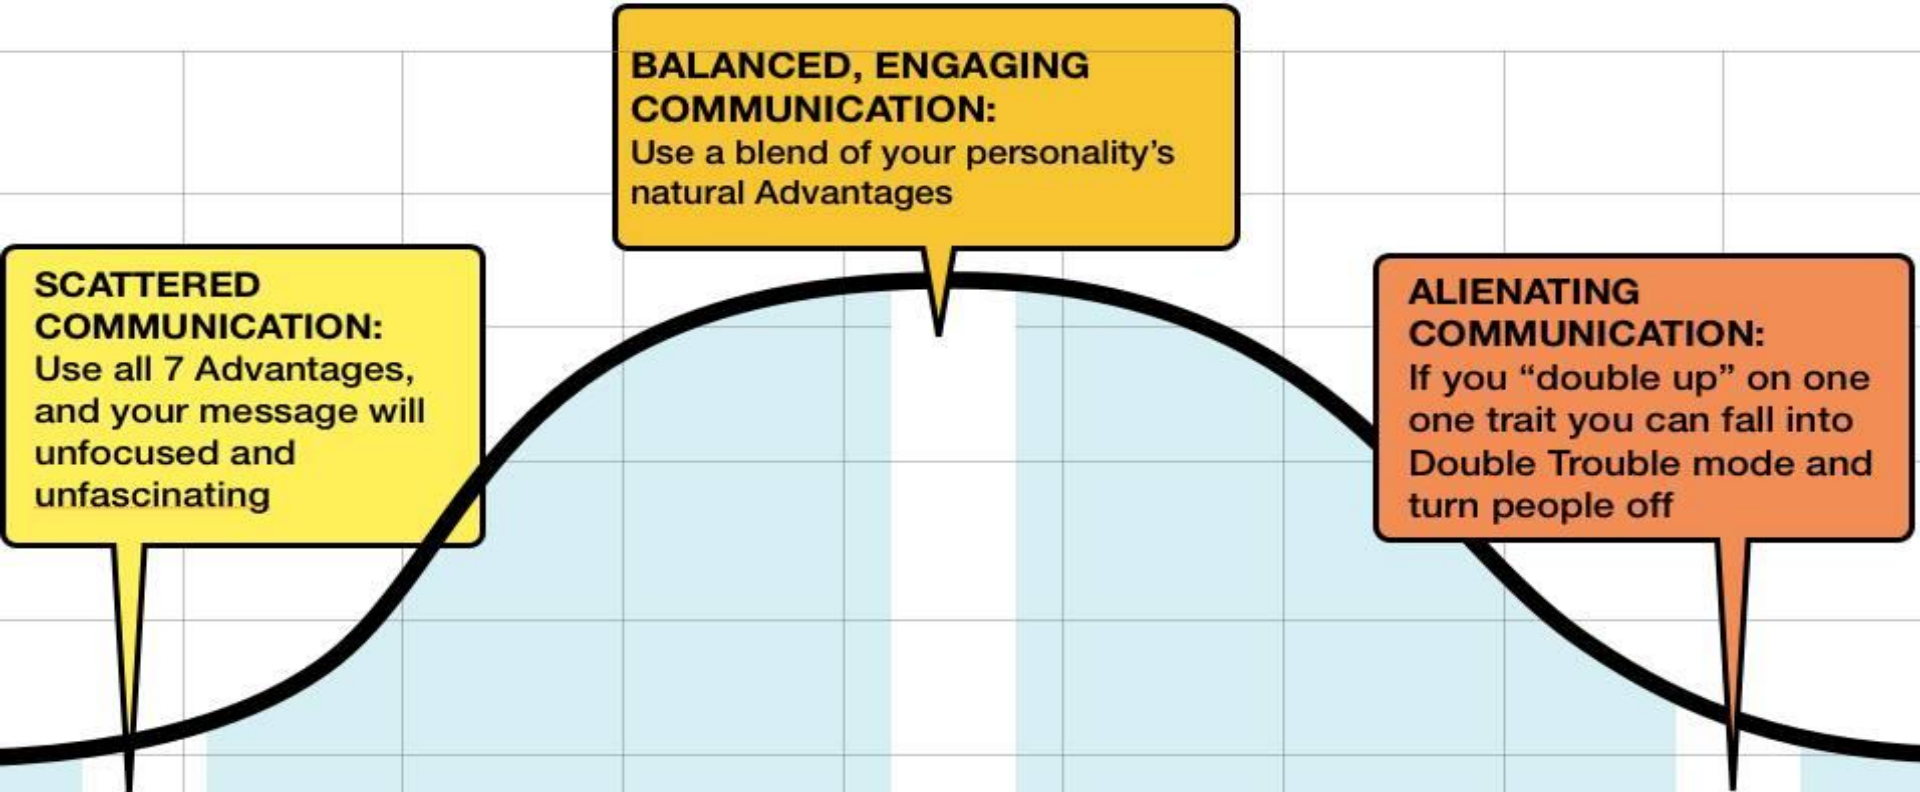 BALANCED, ENGAGING
COMMUNICATION:
Use a blend of your personality's
natural Advantages
SCATTERED
COMMUNICATION:
Use all 7 Advantages,
and your message will
unfocused and
unfascinating
ALIENATING
COMMUNICATION:
If you “double up” on one
one trait you can fall into
Double Trouble mode and
turn people off